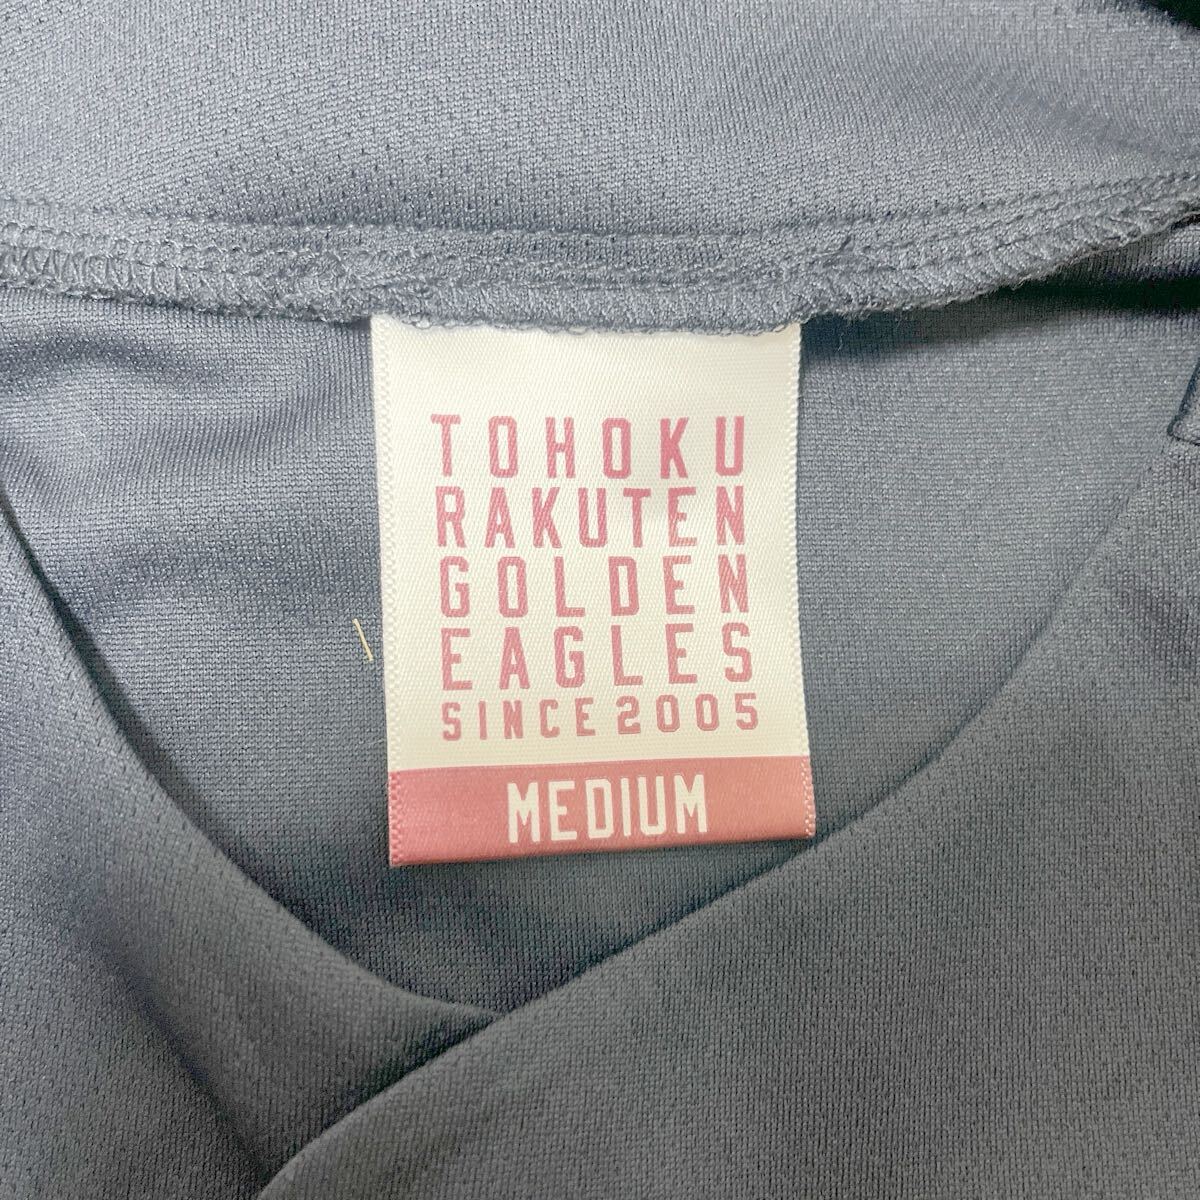 TOHOKU
RAKUTEN
GOLDEN
EAGLES
SINCE 2005
MEDIUM